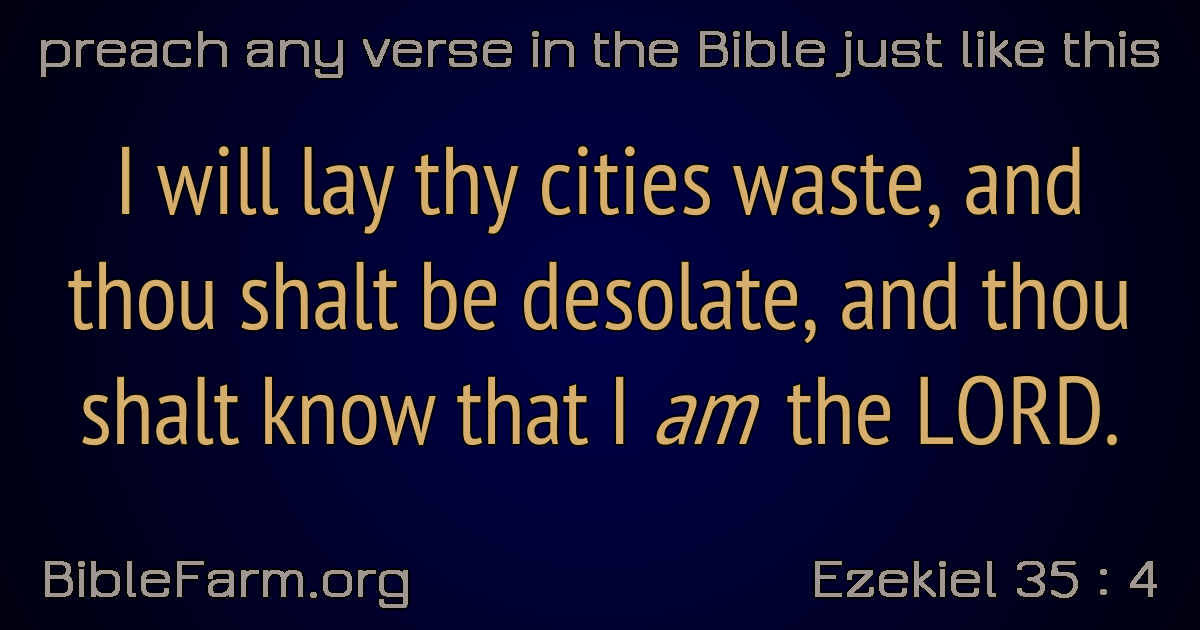 preach any verse in the Bible just like this
I will lay thy cities waste, and
thou shalt be desolate, and thou
shalt know that I am the LORD.
BibleFarm.org
Ezekiel 35 : 4